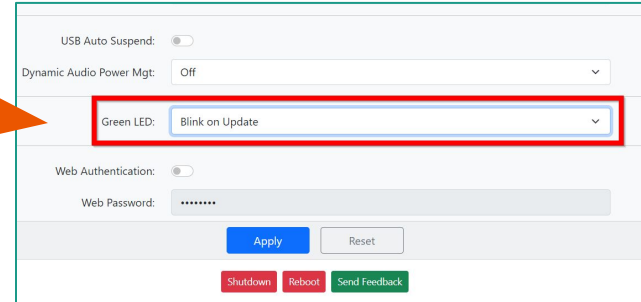 USB Auto Suspend:
Dynamic Audio Power Mgt: Off
Green LED: Blink on Update
Web Authentication:
Web Password: ••••••••
Apply Reset
Shutdown Reboot Send Feedback